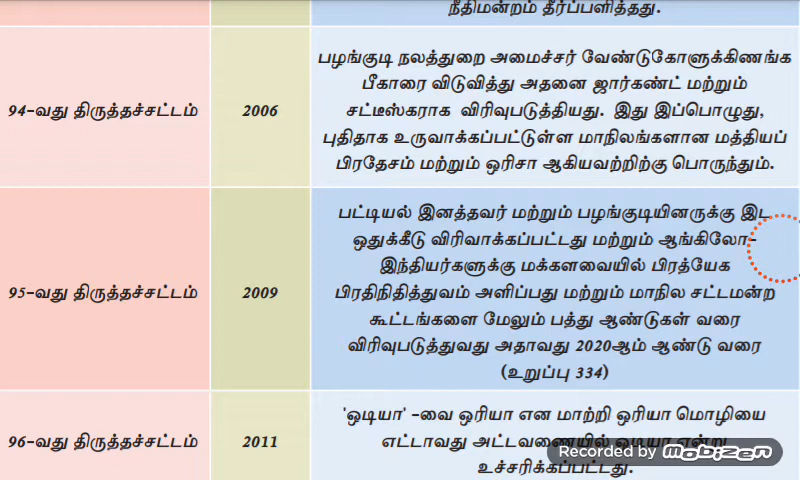 நீதிமன்றம் தீர்ப்பளித்தது.
94-வது திருத்தச்சட்டம்
2006
பழங்குடி நலத்துறை அமைச்சர் வேண்டுகோளுக்கிணங்க
பீகாரை விடுவித்து அதனை ஜார்கண்ட் மற்றும்
சட்டீஸ்கராக விரிவுபடுத்தியது. இது இப்பொழுது,
புதிதாக உருவாக்கப்பட்டுள்ள மாநிலங்களான மத்தியப்
பிரதேசம் மற்றும் ஒரிசா ஆகியவற்றிற்கு பொருந்தும்.
95-வது திருத்தச்சட்டம்
2009
பட்டியல் இனத்தவர் மற்றும் பழங்குடியினருக்கு இட
ஒதுக்கீடு விரிவாக்கப்பட்டது மற்றும் ஆங்கிலோ-
இந்தியர்களுக்கு மக்களவையில் பிரத்யேக
பிரதிநிதித்துவம் அளிப்பது மற்றும் மாநில சட்டமன்ற
கூட்டங்களை மேலும் பத்து ஆண்டுகள் வரை
விரிவுபடுத்துவது அதாவது 2020ஆம் ஆண்டு வரை
(உறுப்பு 334)
96-வது திருத்தச்சட்டம்
2011
'ஒடியா' -வை ஒரியா என மாற்றி ஒரியா மொழியை
எட்டாவது அட்டவணையில் ஒடியா என்று
உச்சரிக்கப்பட்டது.
Recorded by mobizen